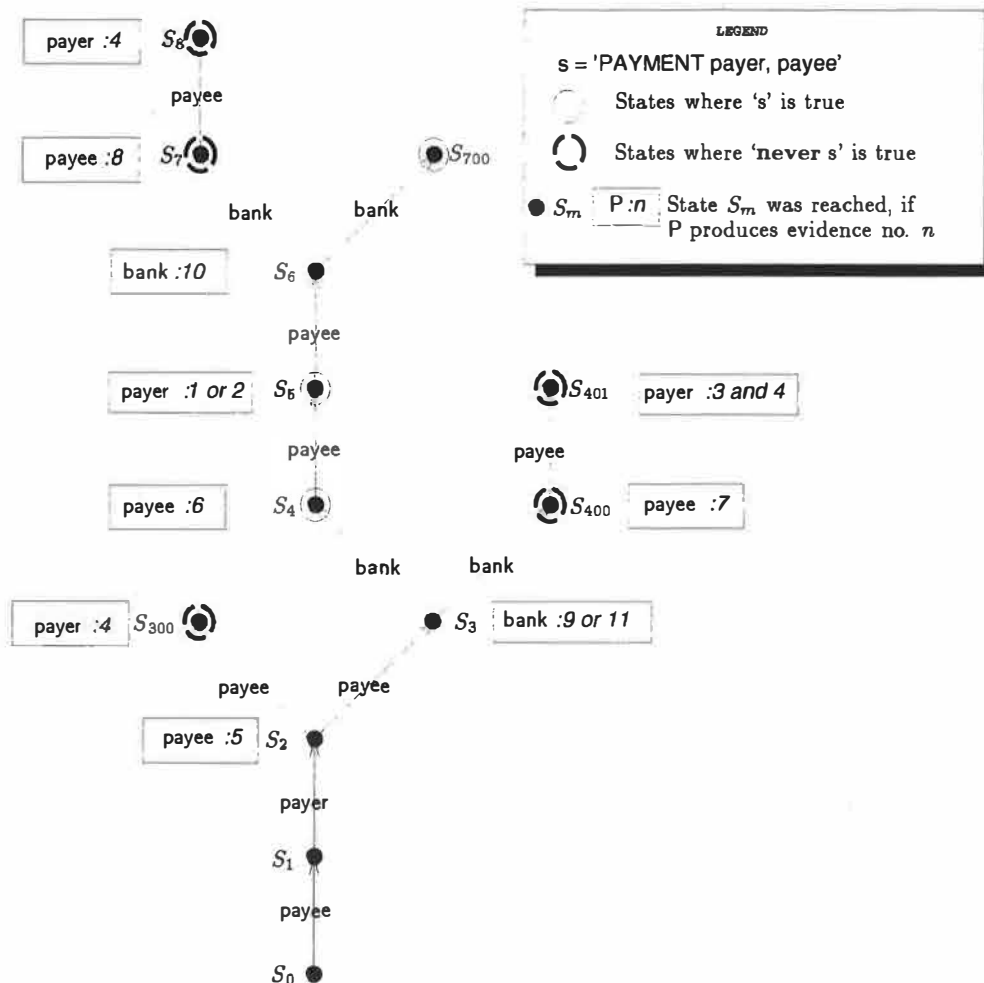 payer :4 S8
payee
payee :8 S7
S700
bank bank
bank :10 S6
payee
payer :1 or 2 S5
S401 payer :3 and 4
payee
payee
payee :6 S4
S400 payee :7
bank bank
payer :4 S300
S3 bank :9 or 11
payee payee
payee :5 S2
payer
S1
payee
S0
LEGEND
s = 'PAYMENT payer, payee'
States where 's' is true
States where 'never s' is true
Sm P:n State Sm was reached, if
P produces evidence no. n